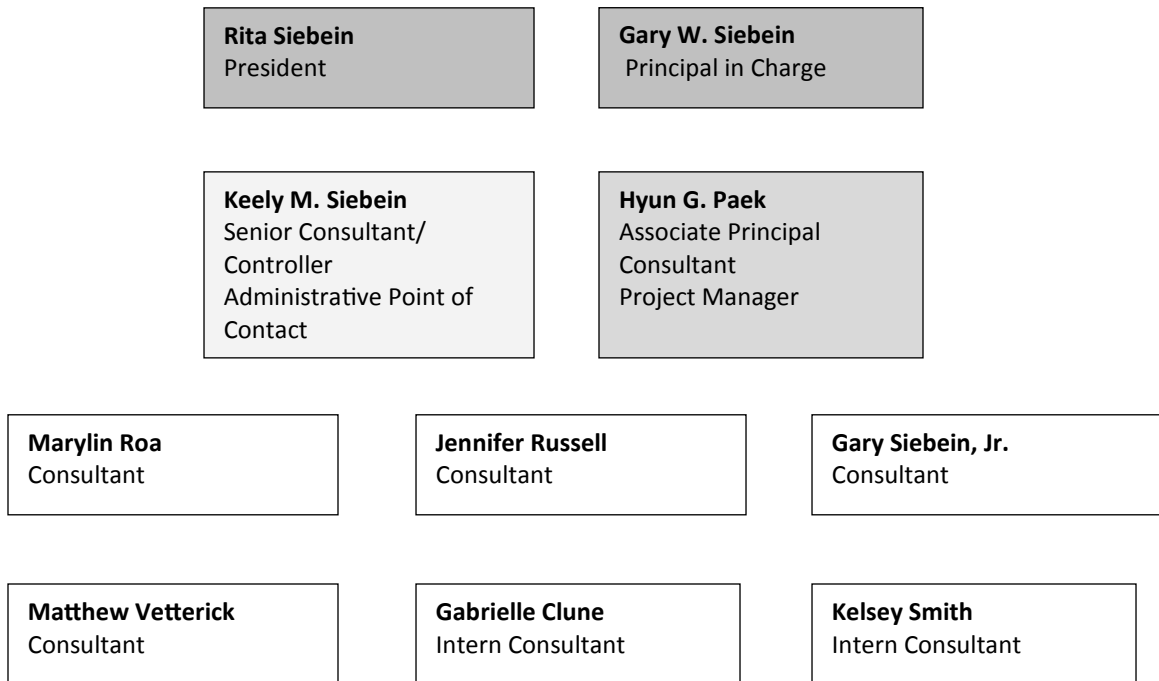 Rita Siebein
President
Gary W. Siebein
Principal in Charge
Keely M. Siebein
Senior Consultant/
Controller
Administrative Point of
Contact
Hyun G. Paek
Associate Principal
Consultant
Project Manager
Marylin Roa
Consultant
Jennifer Russell
Consultant
Gary Siebein, Jr.
Consultant
Matthew Vetterick
Consultant
Gabrielle Clune
Intern Consultant
Kelsey Smith
Intern Consultant